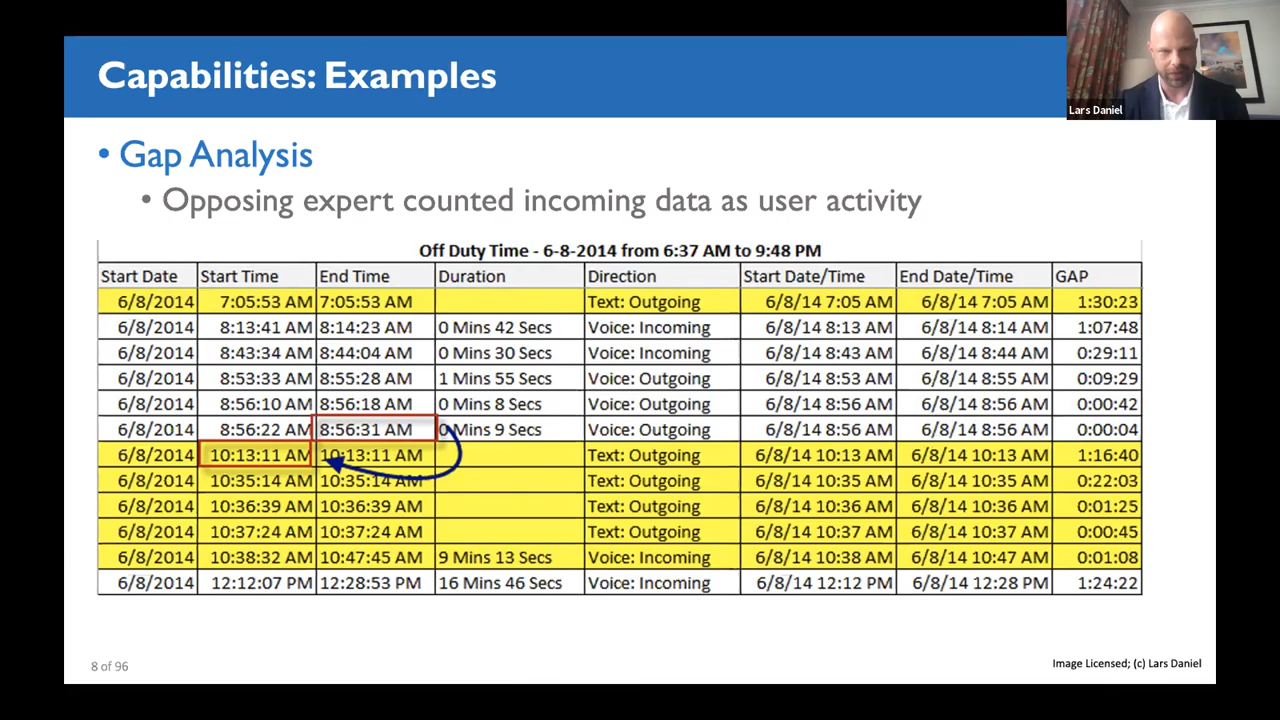 Capabilities: Examples
Lars Daniel
• Gap Analysis
• Opposing expert counted incoming data as user activity
Off Duty Time - 6-8-2014 from 6:37 AM to 9:48 PM
Start Date Start Time End Time Duration Direction Start Date/Time End Date/Time GAP
6/8/2014 7:05:53 AM 7:05:53 AM Text: Outgoing 6/8/14 7:05 AM 6/8/14 7:05 AM 1:30:23
6/8/2014 8:13:41 AM 8:14:23 AM 0 Mins 42 Secs Voice: Incoming 6/8/14 8:13 AM 6/8/14 8:14 AM 1:07:48
6/8/2014 8:43:34 AM 8:44:04 AM 0 Mins 30 Secs Voice: Incoming 6/8/14 8:43 AM 6/8/14 8:44 AM 0:29:11
6/8/2014 8:53:33 AM 8:55:28 AM 1 Mins 55 Secs Voice: Outgoing 6/8/14 8:53 AM 6/8/14 8:55 AM 0:09:29
6/8/2014 8:56:10 AM 8:56:18 AM 0 Mins 8 Secs Voice: Outgoing 6/8/14 8:56 AM 6/8/14 8:56 AM 0:00:42
6/8/2014 8:56:22 AM 8:56:31 AM 0 Mins 9 Secs Voice: Outgoing 6/8/14 8:56 AM 6/8/14 8:56 AM 0:00:04
6/8/2014 10:13:11 AM 10:13:11 AM Text: Outgoing 6/8/14 10:13 AM 6/8/14 10:13 AM 1:16:40
6/8/2014 10:35:14 AM 10:35:14 AM Text: Outgoing 6/8/14 10:35 AM 6/8/14 10:35 AM 0:22:03
6/8/2014 10:36:39 AM 10:36:39 AM Text: Outgoing 6/8/14 10:36 AM 6/8/14 10:36 AM 0:01:25
6/8/2014 10:37:24 AM 10:37:24 AM Text: Outgoing 6/8/14 10:37 AM 6/8/14 10:37 AM 0:00:45
6/8/2014 10:38:32 AM 10:47:45 AM 9 Mins 13 Secs Voice: Incoming 6/8/14 10:38 AM 6/8/14 10:47 AM 0:01:08
6/8/2014 12:12:07 PM 12:28:53 PM 16 Mins 46 Secs Voice: Incoming 6/8/14 12:12 PM 6/8/14 12:28 PM 1:24:22
8 of 96
Image Licensed; (c) Lars Daniel